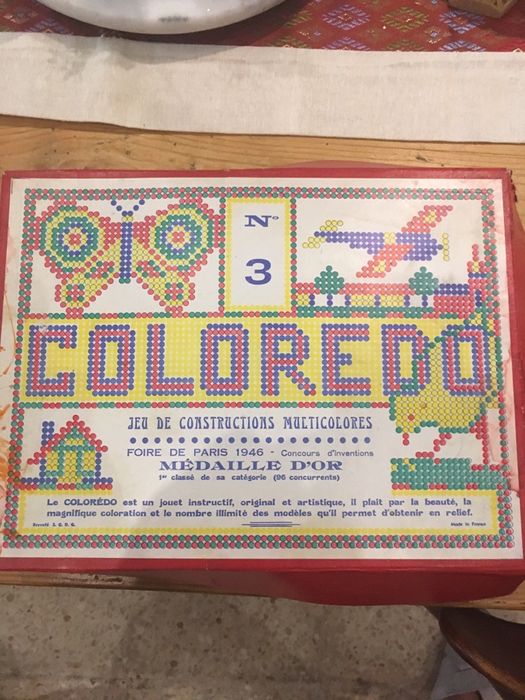 No
3
COLOREDO
JEU DE CONSTRUCTIONS MULTICOLORES
FOIRE DE PARIS 1946 - Concours d'Inventions
MÉDAILLE D'OR
1er classé de sa catégorie (96 concurrents)
Le COLORÉDO est un jouet instructif, original et artistique, il plait par la beauté, la
magnifique coloration et le nombre illimité des modèles qu'il permet d'obtenir en relief.
Breveté S. G. D. G.
Made in France